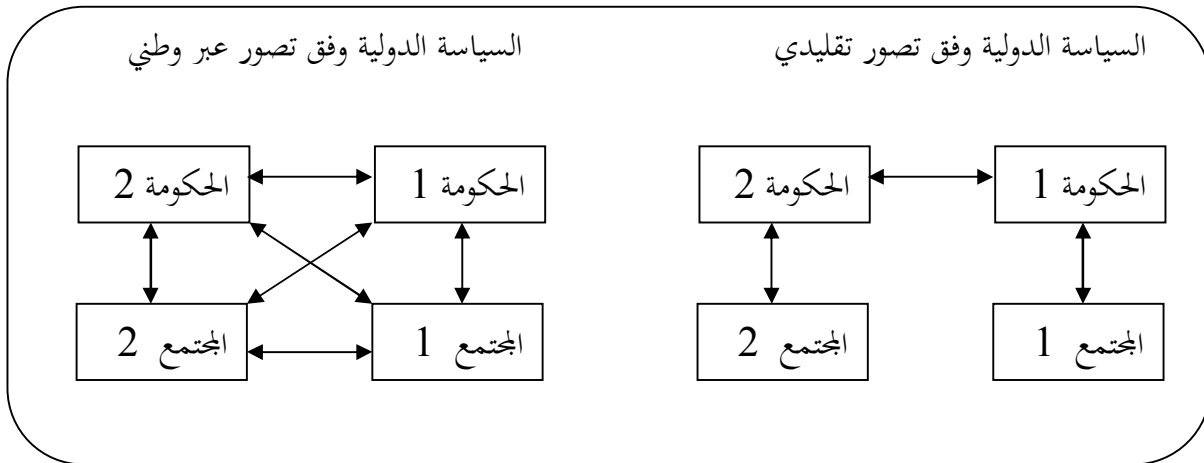 السياسة الدولية وفق تصور تقليدي
الحكومة 1
الحكومة 2
المجتمع 1
المجتمع 2
السياسة الدولية وفق تصور عبر وطني
الحكومة 1
الحكومة 2
المجتمع 1
المجتمع 2